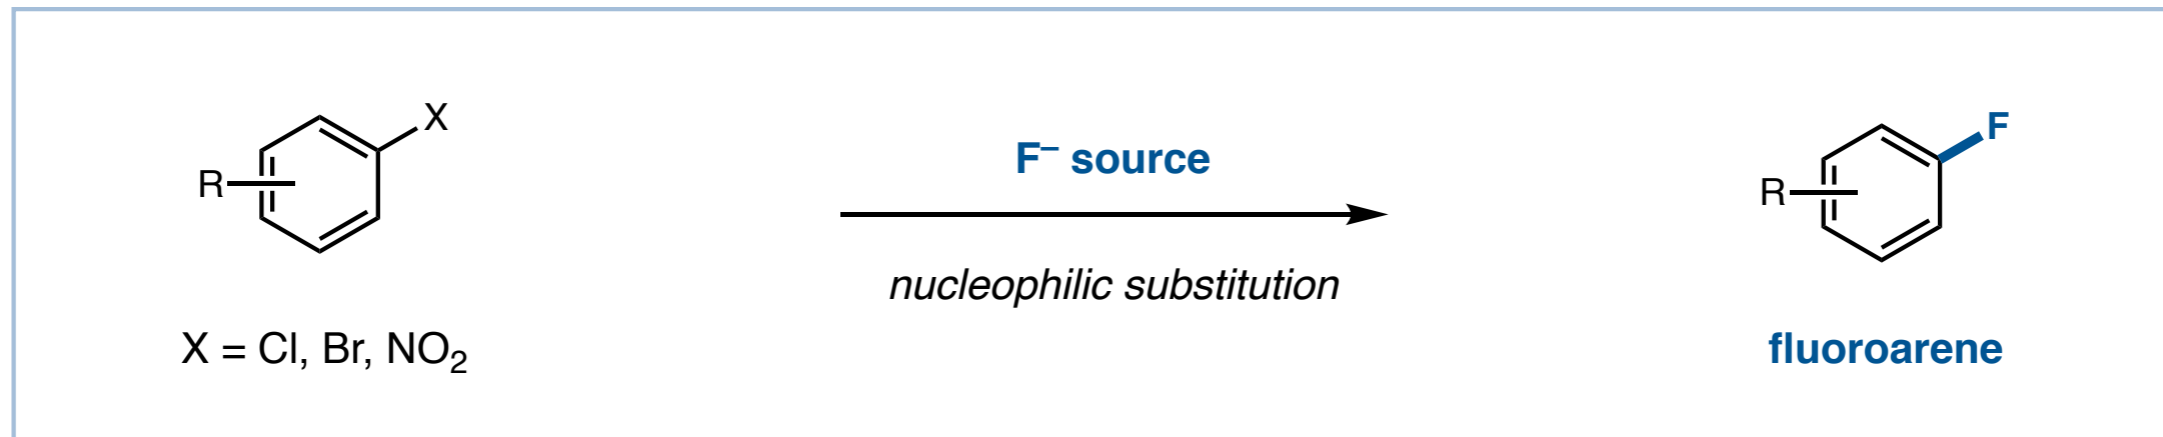 X
R
X = Cl, Br, NO₂
F⁻ source
nucleophilic substitution
F
R
fluoroarene